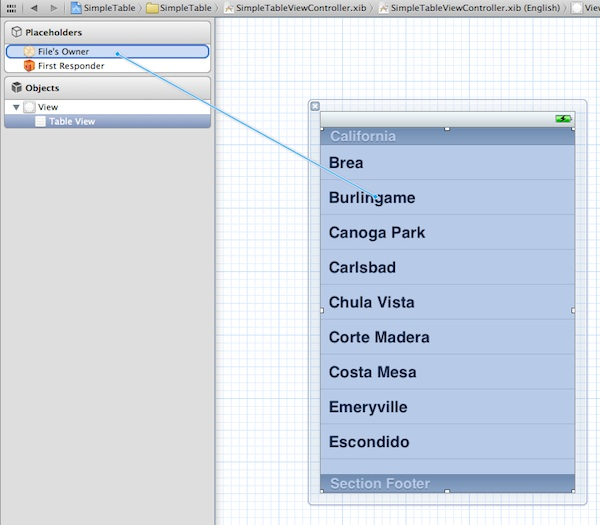 SimpleTable SimpleTable SimpleTableViewController.xib SimpleTableViewController.xib (English) View
Placeholders
File's Owner
First Responder
Objects
View
Table View
California
Brea
Burlingame
Canoga Park
Carlsbad
Chula Vista
Corte Madera
Costa Mesa
Emeryville
Escondido
Section Footer